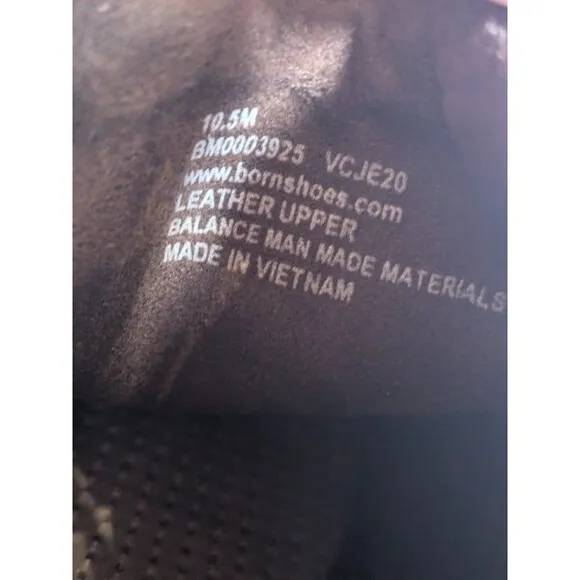 10.5M
BM0003925 VCJE20
www.bornshoes.com
LEATHER UPPER
BALANCE MAN MADE MATERIALS
MADE IN VIETNAM